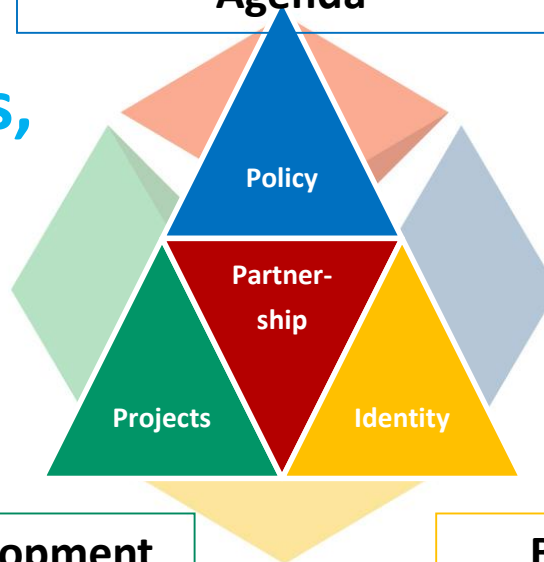 Agenda
s,
Policy
Partner-
ship
Projects
Identity
opment